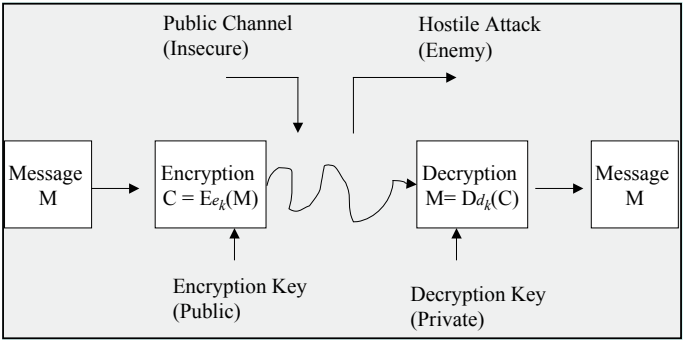 Public Channel
(Insecure)
Hostile Attack
(Enemy)
Message
M
Encryption
C = Eeₖ(M)
Decryption
M= Ddₖ(C)
Message
M
Encryption Key
(Public)
Decryption Key
(Private)